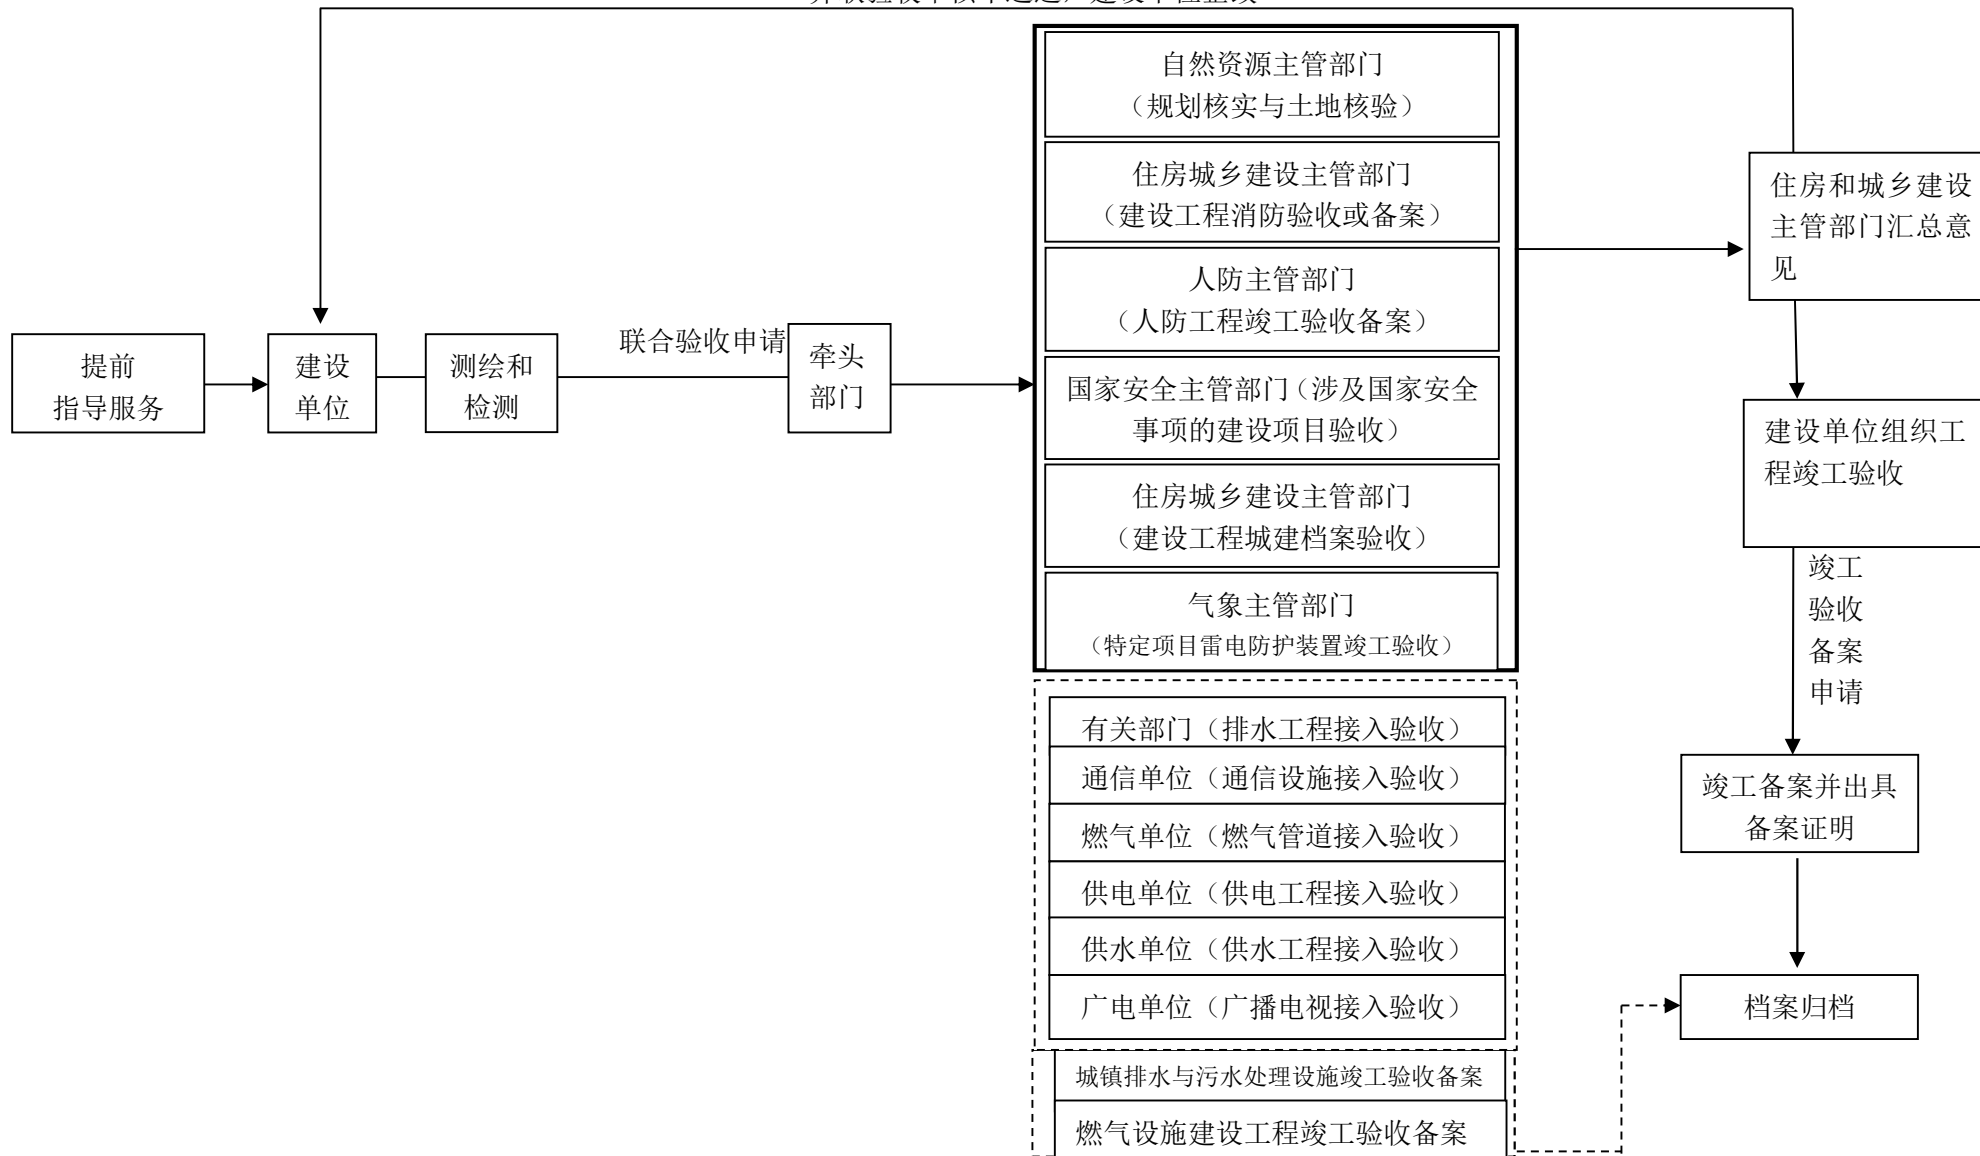 提前
指导服务
建设
单位
测绘和
检测
联合验收申请
牵头
部门
自然资源主管部门
（规划核实与土地核验）
住房城乡建设主管部门
（建设工程消防验收或备案）
人防主管部门
（人防工程竣工验收备案）
国家安全主管部门（涉及国家安全
事项的建设项目验收）
住房城乡建设主管部门
（建设工程城建档案验收）
气象主管部门
（特定项目雷电防护装置竣工验收）
有关部门（排水工程接入验收）
通信单位（通信设施接入验收）
燃气单位（燃气管道接入验收）
供电单位（供电工程接入验收）
供水单位（供水工程接入验收）
广电单位（广播电视接入验收）
城镇排水与污水处理设施竣工验收备案
燃气设施建设工程竣工验收备案
住房和城乡建设
主管部门汇总意
见
建设单位组织工
程竣工验收
竣工
验收
备案
申请
竣工备案并出具
备案证明
档案归档